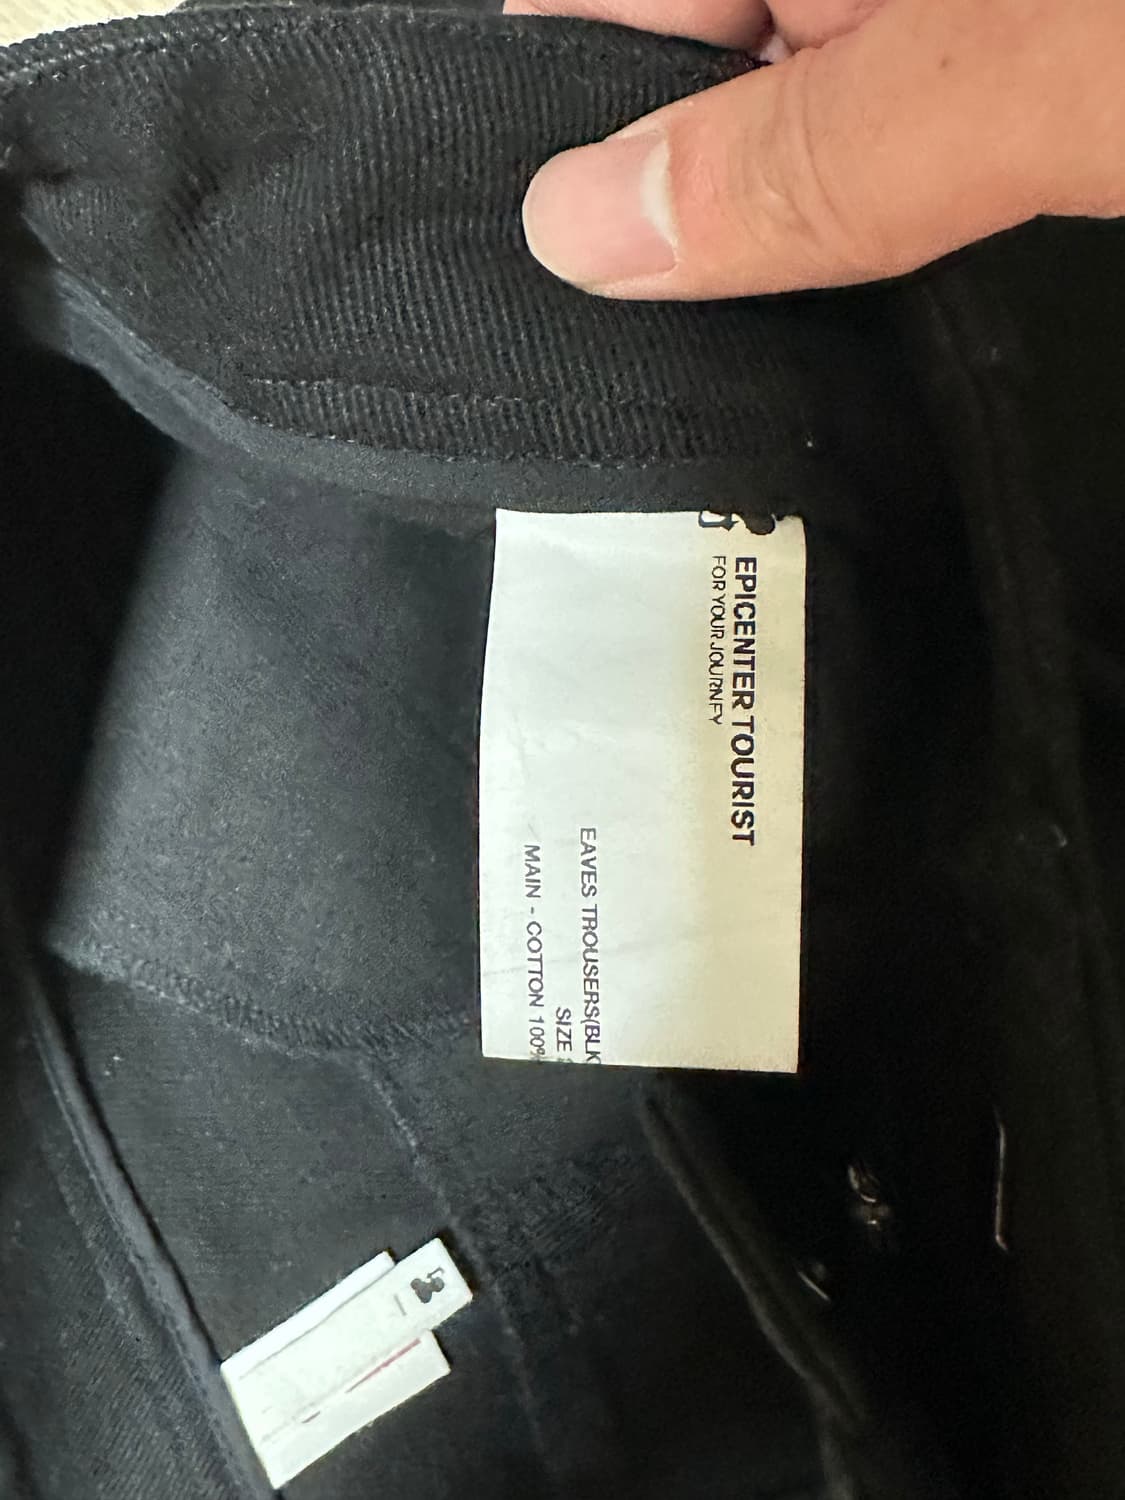 EPICENTER TOURIST
FOR YOUR JOURNEY
EAVES TROUSERS(BLK
SIZE
MAIN - COTTON 100%